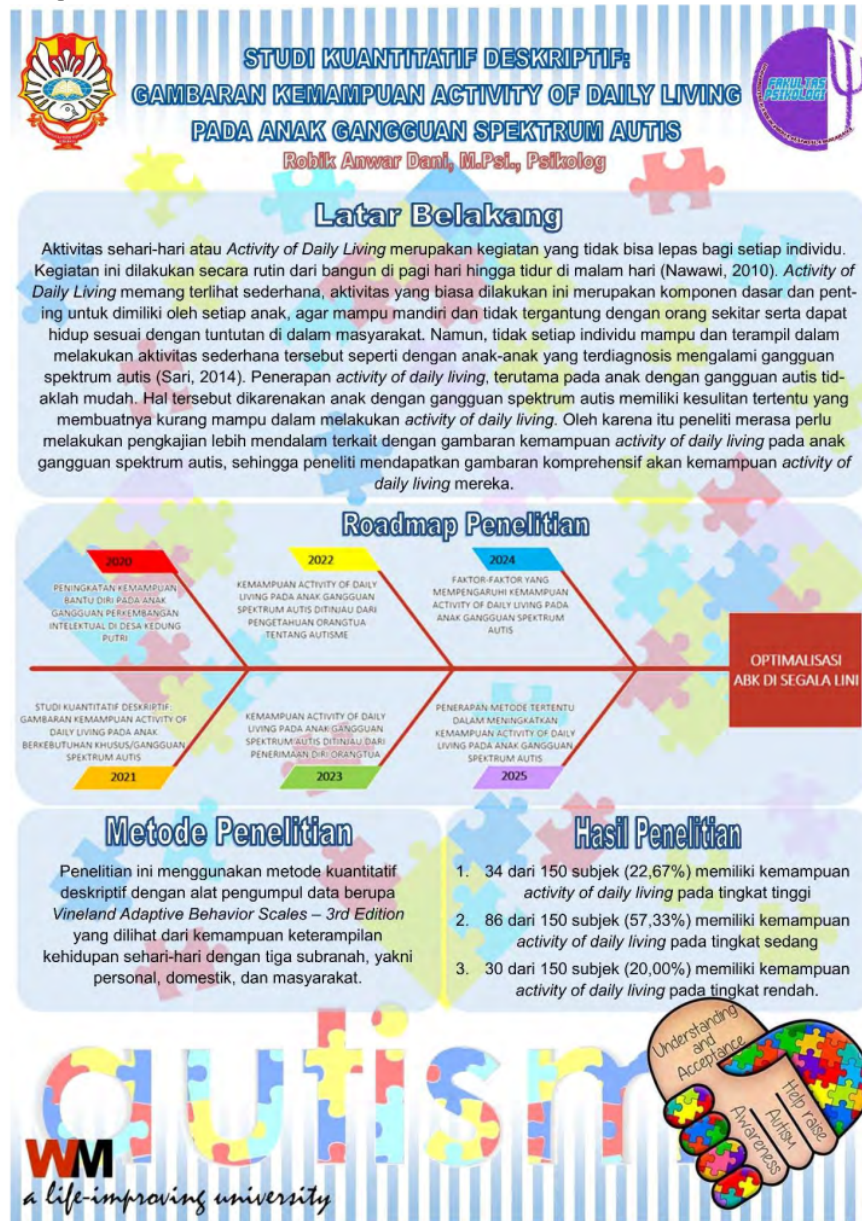 STUDI KUANTITATIF DESKRIPTIF:
GAMBARAN KEMAMPUAN ACTIVITY OF DAILY LIVING
PADA ANAK GANGGUAN SPEKTRUM AUTIS
Robik Anwar Dani, M.Psi., Psikolog
FAKULTAS
PSIKOLOGI
Latar Belakang
Aktivitas sehari-hari atau Activity of Daily Living merupakan kegiatan yang tidak bisa lepas bagi setiap individu.
Kegiatan ini dilakukan secara rutin dari bangun di pagi hari hingga tidur di malam hari (Nawawi, 2010). Activity of
Daily Living memang terlihat sederhana, aktivitas yang biasa dilakukan ini merupakan komponen dasar dan pent-
ing untuk dimiliki oleh setiap anak, agar mampu mandiri dan tidak tergantung dengan orang sekitar serta dapat
hidup sesuai dengan tuntutan di dalam masyarakat. Namun, tidak setiap individu mampu dan terampil dalam
melakukan aktivitas sederhana tersebut seperti dengan anak-anak yang terdiagnosis mengalami gangguan
spektrum autis (Sari, 2014). Penerapan activity of daily living, terutama pada anak dengan gangguan autis tid-
aklah mudah. Hal tersebut dikarenakan anak dengan gangguan spektrum autis memiliki kesulitan tertentu yang
membuatnya kurang mampu dalam melakukan activity of daily living. Oleh karena itu peneliti merasa perlu
melakukan pengkajian lebih mendalam terkait dengan gambaran kemampuan activity of daily living pada anak
gangguan spektrum autis, sehingga peneliti mendapatkan gambaran komprehensif akan kemampuan activity of
daily living mereka.
Roadmap Penelitian
2020
PENINGKATAN KEMAMPUAN
BANTU DIRI PADA ANAK
GANGGUAN PERKEMBANGAN
INTELEKTUAL DI DESA KEDUNG
PUTRI
2022
KEMAMPUAN ACTIVITY OF DAILY
LIVING PADA ANAK GANGGUAN
SPEKTRUM AUTIS DITINJAU DARI
PENGETAHUAN ORANGTUA
TENTANG AUTISME
2024
FAKTOR-FAKTOR YANG
MEMPENGARUHI KEMAMPUAN
ACTIVITY OF DAILY LIVING PADA
ANAK GANGGUAN SPEKTRUM
AUTIS
OPTIMALISASI
ABK DI SEGALA LINI
STUDI KUANTITATIF DESKRIPTIF:
GAMBARAN KEMAMPUAN ACTIVITY OF
DAILY LIVING PADA ANAK
BERKEBUTUHAN KHUSUS/GANGGUAN
SPEKTRUM AUTIS
2021
KEMAMPUAN ACTIVITY OF DAILY
LIVING PADA ANAK GANGGUAN
SPEKTRUM AUTIS DITINJAU DARI
PENERIMAAN DIRI ORANGTUA
2023
PENERAPAN METODE TERTENTU
DALAM MENINGKATKAN
KEMAMPUAN ACTIVITY OF DAILY
LIVING PADA ANAK GANGGUAN
SPEKTRUM AUTIS
2025
Metode Penelitian
Penelitian ini menggunakan metode kuantitatif
deskriptif dengan alat pengumpul data berupa
Vineland Adaptive Behavior Scales – 3rd Edition
yang dilihat dari kemampuan keterampilan
kehidupan sehari-hari dengan tiga subranah, yakni
personal, domestik, dan masyarakat.
Hasil Penelitian
1. 34 dari 150 subjek (22,67%) memiliki kemampuan
activity of daily living pada tingkat tinggi
2. 86 dari 150 subjek (57,33%) memiliki kemampuan
activity of daily living pada tingkat sedang
3. 30 dari 150 subjek (20,00%) memiliki kemampuan
activity of daily living pada tingkat rendah.
autism
Understanding
and
Acceptance
Help raise
Autism
Awareness
WM
a life-improving university